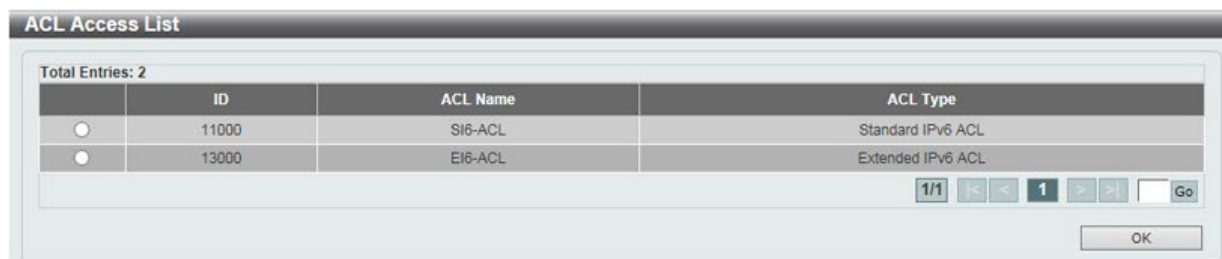 ACL Access List
Total Entries: 2
ID ACL Name ACL Type
11000 SI6-ACL Standard IPv6 ACL
13000 EI6-ACL Extended IPv6 ACL
1/1 |< < 1 > >| Go
OK